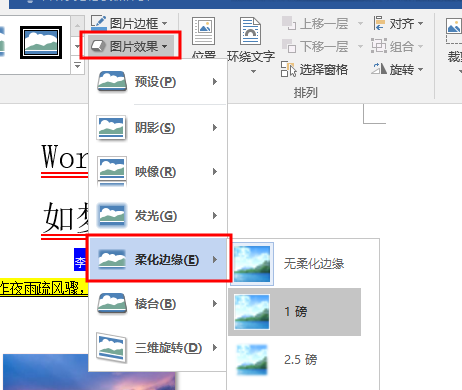 图片边框
图片效果
位置
环绕文字
上移一层
下移一层
选择窗格
对齐
组合
旋转
裁
排列
预设(P)
阴影(S)
映像(R)
发光(G)
柔化边缘(E)
棱台(B)
三维旋转(D)
无柔化边缘
1 磅
2.5 磅
Wor
如梦
李
昨夜雨疏风骤，